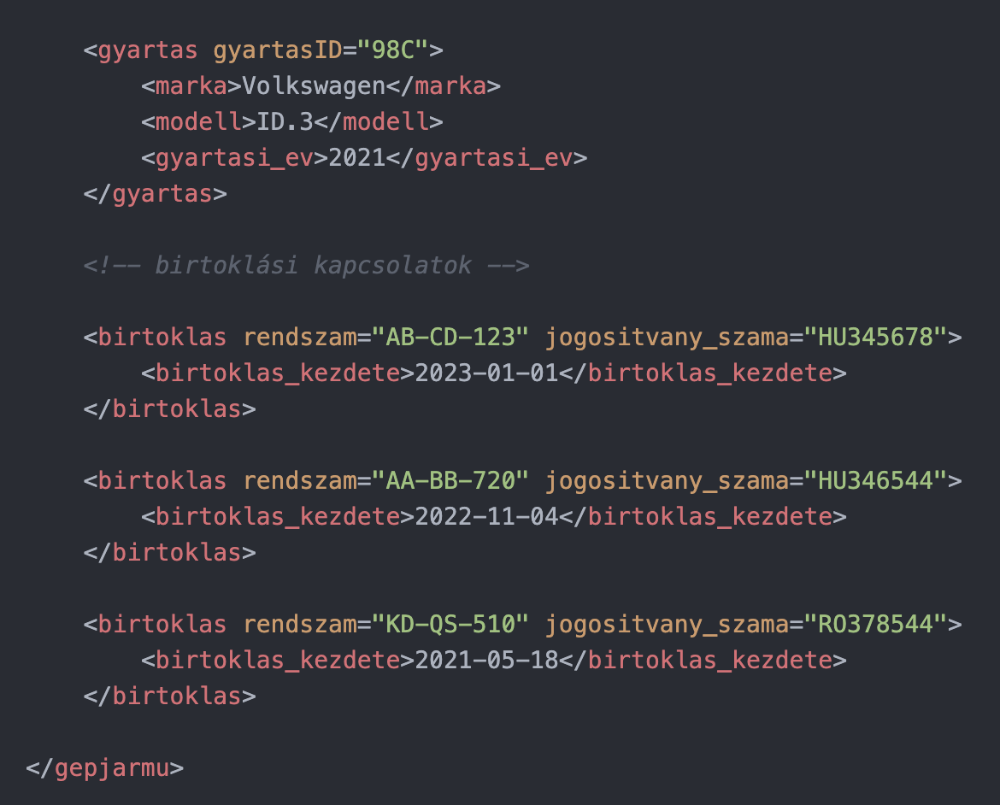 <gyartas gyartasID="98C">
<marka>Volkswagen</marka>
<modell>ID.3</modell>
<gyartasi_ev>2021</gyartasi_ev>
</gyartas>
<!-- birtoklási kapcsolatok -->
<birtoklas rendszam="AB-CD-123" jogositvany_szama="HU345678">
<birtoklas_kezdete>2023-01-01</birtoklas_kezdete>
</birtoklas>
<birtoklas rendszam="AA-BB-720" jogositvany_szama="HU346544">
<birtoklas_kezdete>2022-11-04</birtoklas_kezdete>
</birtoklas>
<birtoklas rendszam="KD-QS-510" jogositvany_szama="RO378544">
<birtoklas_kezdete>2021-05-18</birtoklas_kezdete>
</birtoklas>
</gepjarmu>